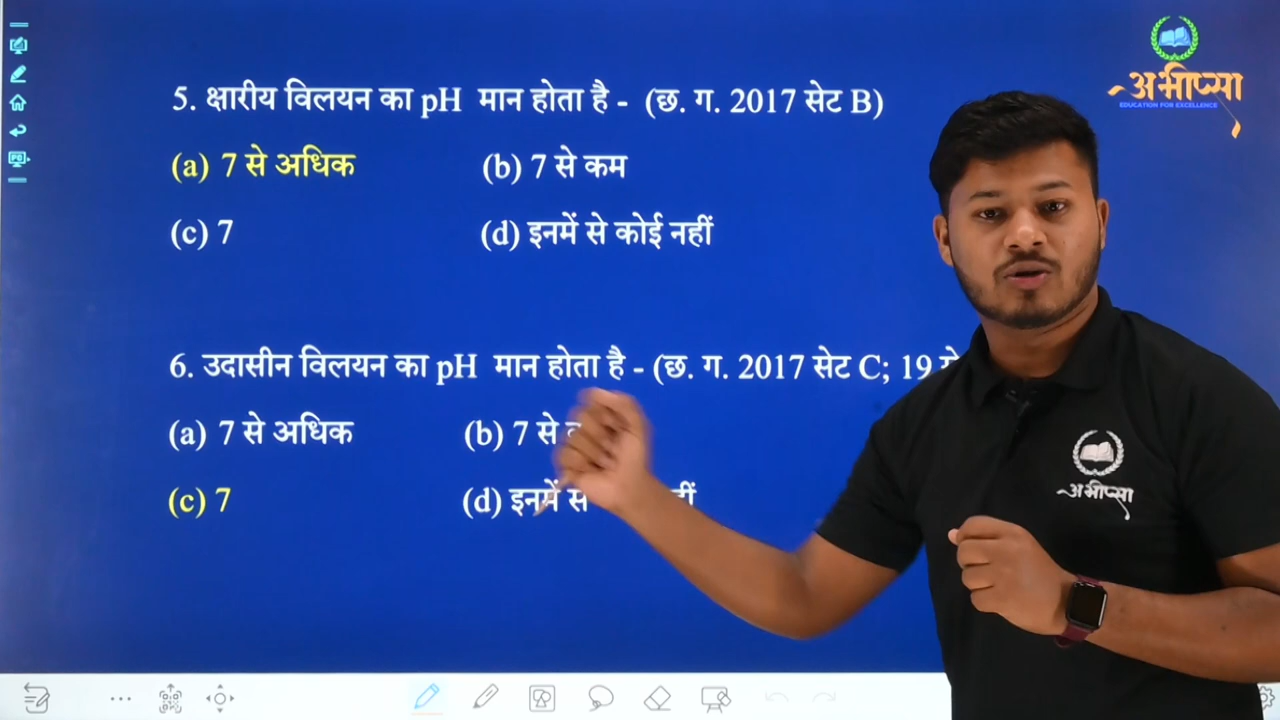 अभीप्सा
EDUCATION FOR EXCELLENCE
5. क्षारीय विलयन का pH मान होता है - (छ. ग. 2017 सेट B)
(a) 7 से अधिक (b) 7 से कम
(c) 7 (d) इनमें से कोई नहीं
6. उदासीन विलयन का pH मान होता है - (छ. ग. 2017 सेट C; 19
(a) 7 से अधिक (b) 7 से
(c) 7 (d) इनमें
अभीप्सा